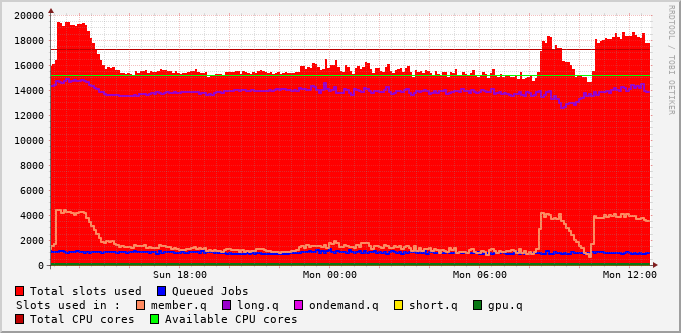 20000
18000
16000
14000
12000
10000
8000
6000
4000
2000
0
Sun 18:00 Mon 00:00 Mon 06:00 Mon 12:00
RRDTOOL / TOBI OETIKER
Total slots used Queued Jobs
Slots used in : member.q long.q ondemand.q short.q gpu.q
Total CPU cores Available CPU cores